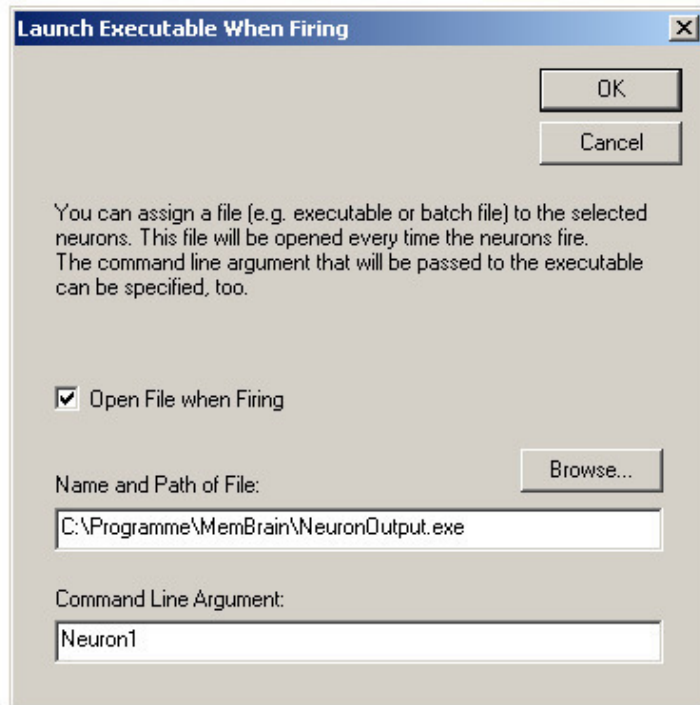 Launch Executable When Firing
OK
Cancel
You can assign a file (e.g. executable or batch file) to the selected
neurons. This file will be opened every time the neurons fire.
The command line argument that will be passed to the executable
can be specified, too.
Open File when Firing
Browse...
Name and Path of File:
C:\Programme\MemBrain\NeuronOutput.exe
Command Line Argument:
Neuron1